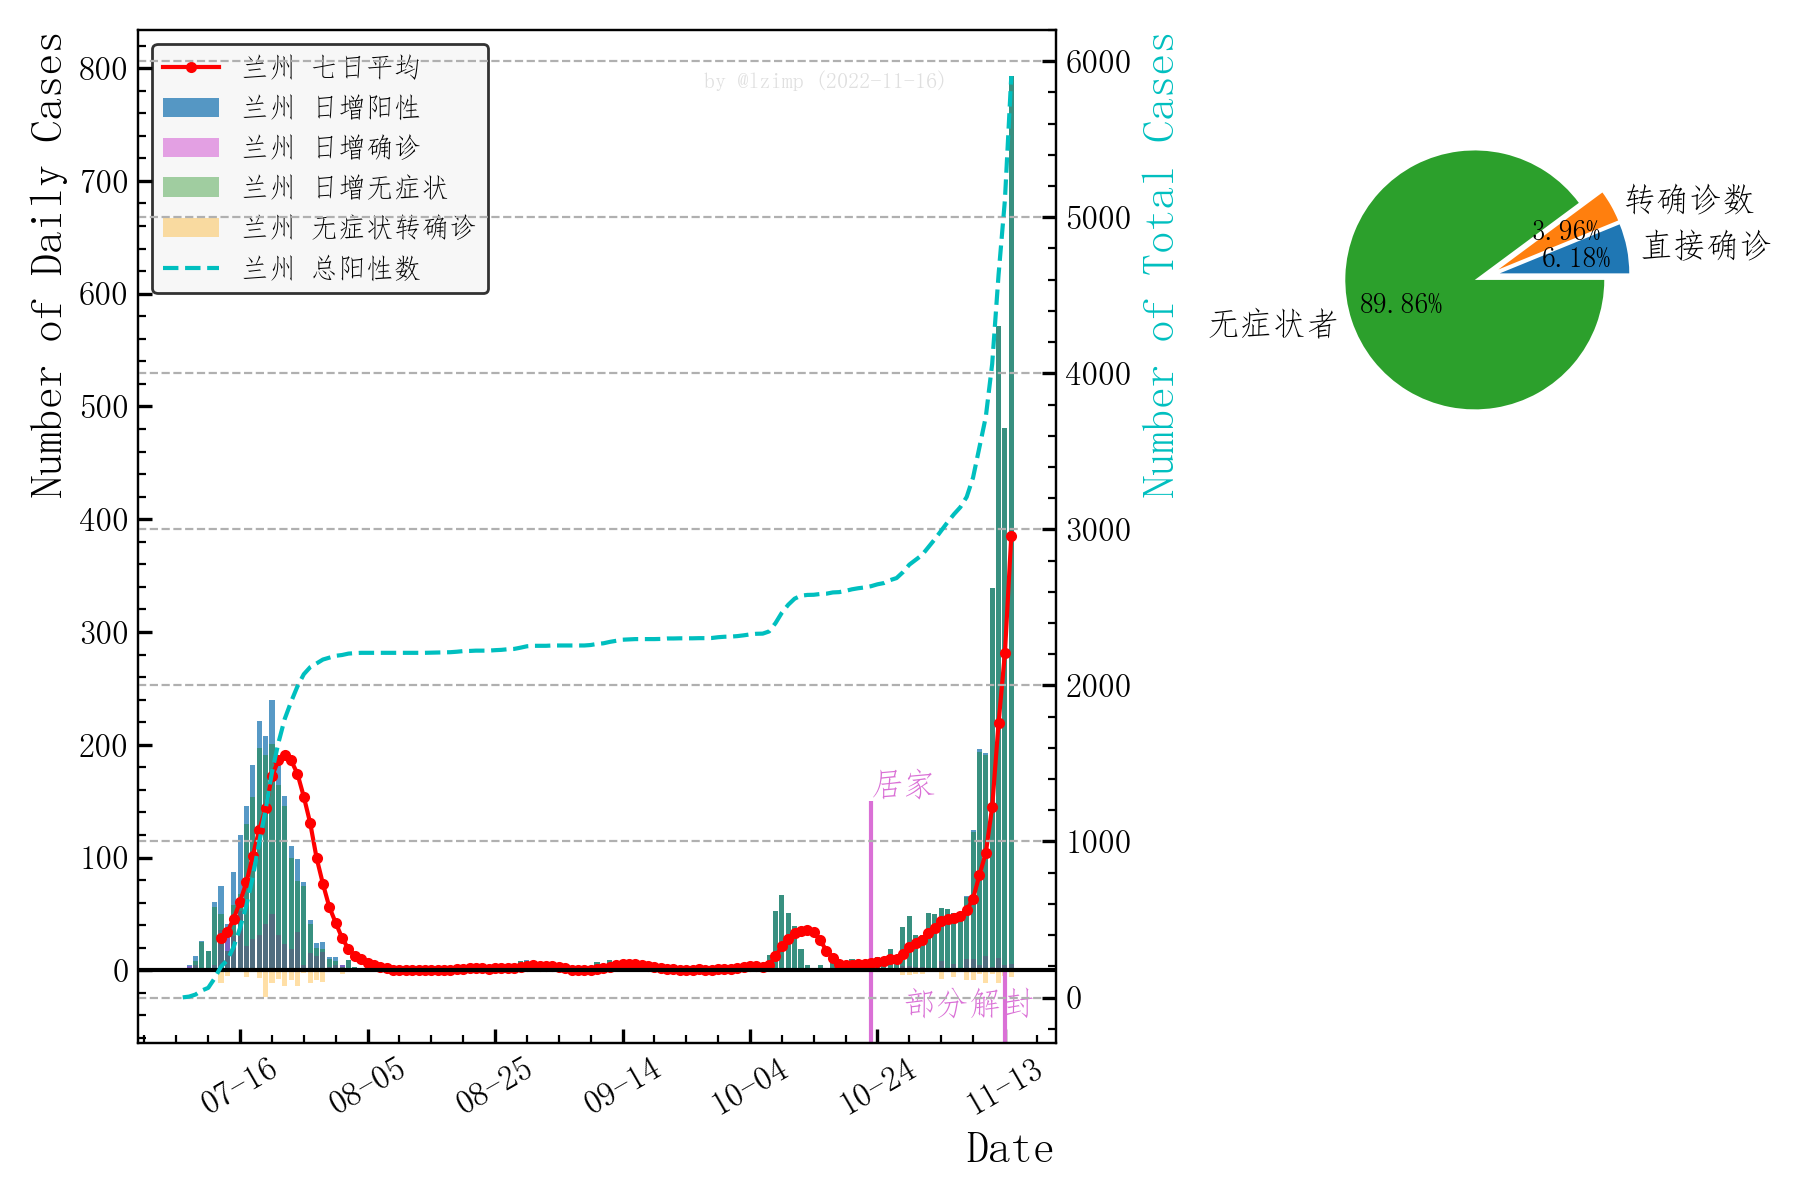 Number of Daily Cases
800
700
600
500
400
300
200
100
0
兰州 七日平均
兰州 日增阳性
兰州 日增确诊
兰州 日增无症状
兰州 无症状转确诊
兰州 总阳性数
by @lzimp (2022-11-16)
居家
部分解封
6000
5000
4000
3000
2000
1000
0
Number of Total Cases
07-16
08-05
08-25
09-14
10-04
10-24
11-13
Date
转确诊数
3.96%
直接确诊
6.18%
89.86%
无症状者